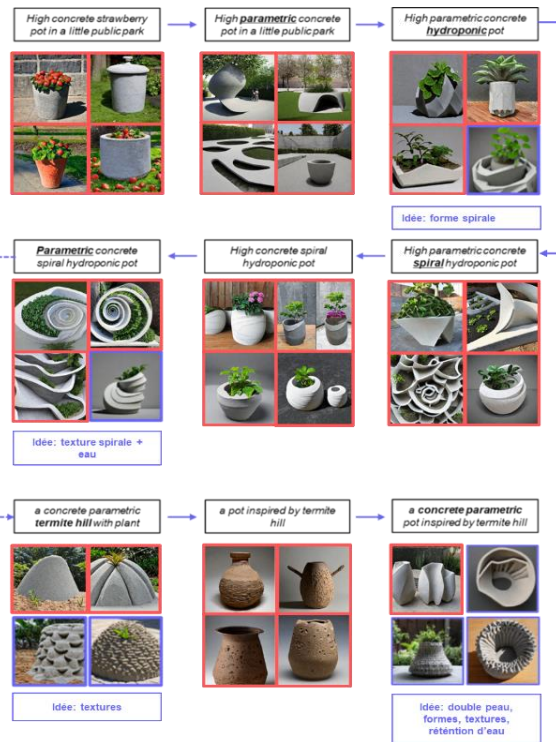 High concrete strawberry
pot in a little public park
High parametric concrete
pot in a little public park
High parametric concrete
hydroponic pot
Idée: forme spirale
Parametric concrete
spiral hydroponic pot
High concrete spiral
hydroponic pot
High parametric concrete
spiral hydroponic pot
Idée: texture spirale +
eau
a concrete parametric
termite hill with plant
a pot inspired by termite
hill
a concrete parametric
pot inspired by termite hill
Idée: textures
Idée: double peau,
formes, textures,
réténtion d'eau